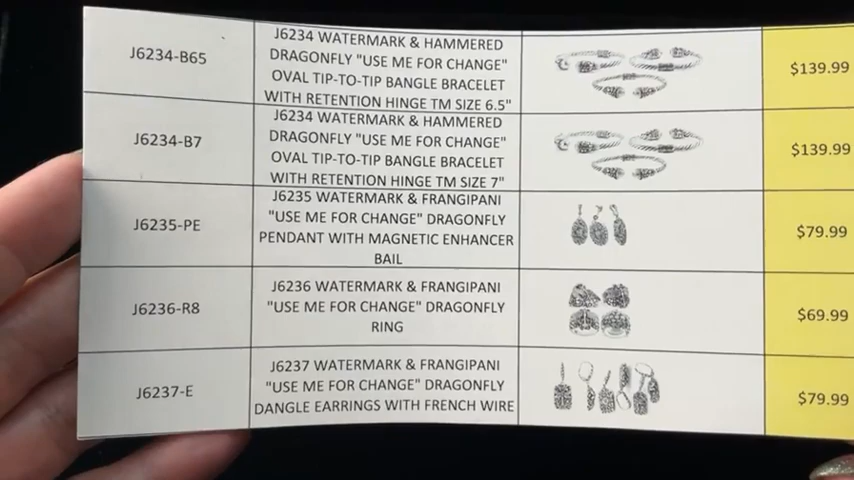 J6234-B65
J6234 WATERMARK & HAMMERED
DRAGONFLY "USE ME FOR CHANGE"
OVAL TIP-TO-TIP BANGLE BRACELET
WITH RETENTION HINGE TM SIZE 6.5"
$139.99
J6234-B7
J6234 WATERMARK & HAMMERED
DRAGONFLY "USE ME FOR CHANGE"
OVAL TIP-TO-TIP BANGLE BRACELET
WITH RETENTION HINGE TM SIZE 7"
$139.99
J6235-PE
J6235 WATERMARK & FRANGIPANI
"USE ME FOR CHANGE" DRAGONFLY
PENDANT WITH MAGNETIC ENHANCER
BAIL
$79.99
J6236-R8
J6236 WATERMARK & FRANGIPANI
"USE ME FOR CHANGE" DRAGONFLY
RING
$69.99
J6237-E
J6237 WATERMARK & FRANGIPANI
"USE ME FOR CHANGE" DRAGONFLY
DANGLE EARRINGS WITH FRENCH WIRE
$79.99